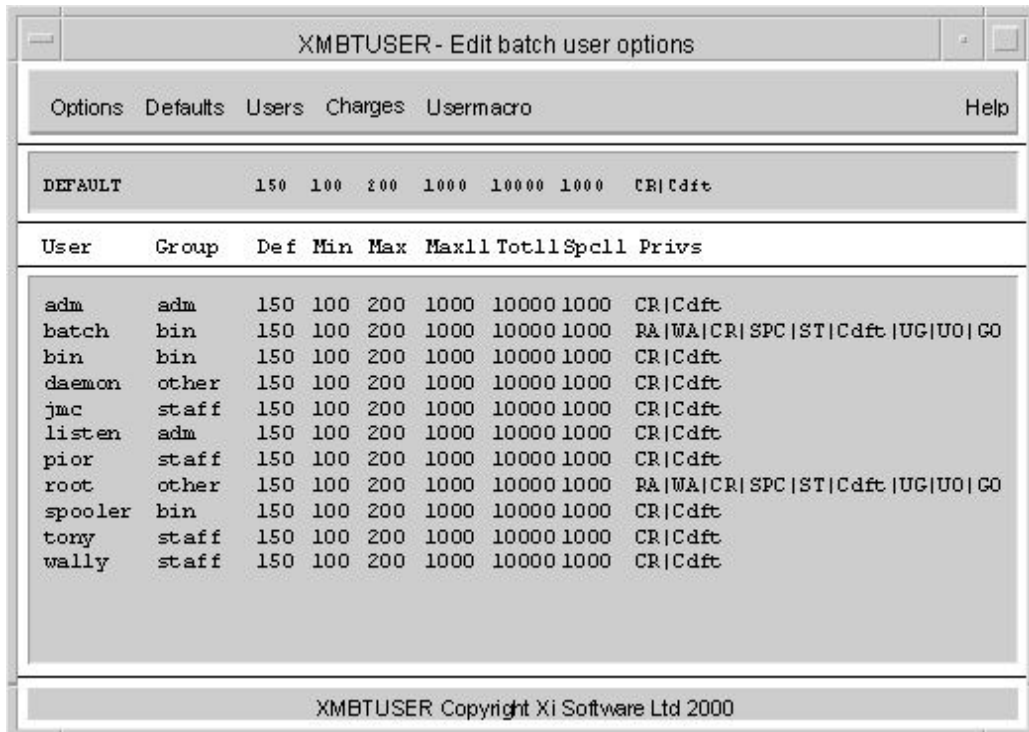 XMBTUSER - Edit batch user options
Options Defaults Users Charges Usermacro Help
DEFAULT 150 100 200 1000 10000 1000 CR|Cdft
User Group Def Min Max Maxll Totll Spcll Privs
adm adm 150 100 200 1000 10000 1000 CR|Cdft
batch bin 150 100 200 1000 10000 1000 RA|WA|CR|SPC|ST|Cdft|UG|UO|GO
bin bin 150 100 200 1000 10000 1000 CR|Cdft
daemon other 150 100 200 1000 10000 1000 CR|Cdft
jmc staff 150 100 200 1000 10000 1000 CR|Cdft
listen adm 150 100 200 1000 10000 1000 CR|Cdft
pior staff 150 100 200 1000 10000 1000 CR|Cdft
root other 150 100 200 1000 10000 1000 RA|WA|CR|SPC|ST|Cdft|UG|UO|GO
spooler bin 150 100 200 1000 10000 1000 CR|Cdft
tony staff 150 100 200 1000 10000 1000 CR|Cdft
wally staff 150 100 200 1000 10000 1000 CR|Cdft
XMBTUSER Copyright Xi Software Ltd 2000